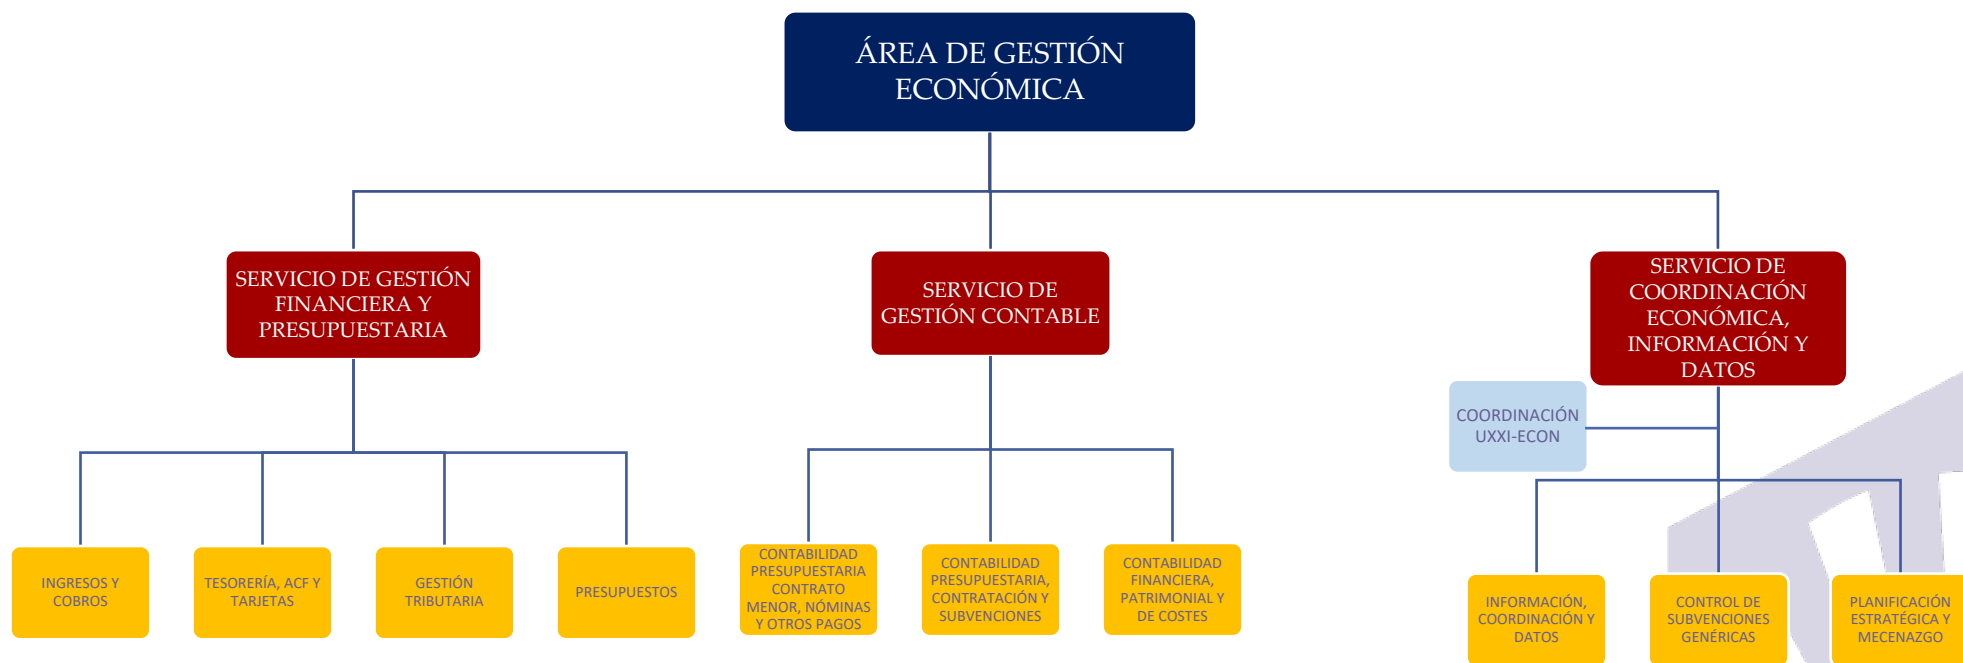 ÁREA DE GESTIÓN
ECONÓMICA
SERVICIO DE GESTIÓN
FINANCIERA Y
PRESUPUESTARIA
SERVICIO DE
GESTIÓN CONTABLE
SERVICIO DE
COORDINACIÓN
ECONÓMICA,
INFORMACIÓN Y
DATOS
COORDINACIÓN
UXXI-ECON
INGRESOS Y
COBROS
TESORERÍA, ACF Y
TARJETAS
GESTIÓN
TRIBUTARIA
PRESUPUESTOS
CONTABILIDAD
PRESUPUESTARIA
CONTRATO
MENOR, NÓMINAS
Y OTROS PAGOS
CONTABILIDAD
PRESUPUESTARIA,
CONTRATACIÓN Y
SUBVENCIONES
CONTABILIDAD
FINANCIERA,
PATRIMONIAL Y
DE COSTES
INFORMACIÓN,
COORDINACIÓN Y
DATOS
CONTROL DE
SUBVENCIONES
GENÉRICAS
PLANIFICACIÓN
ESTRATÉGICA Y
MECENAZGO